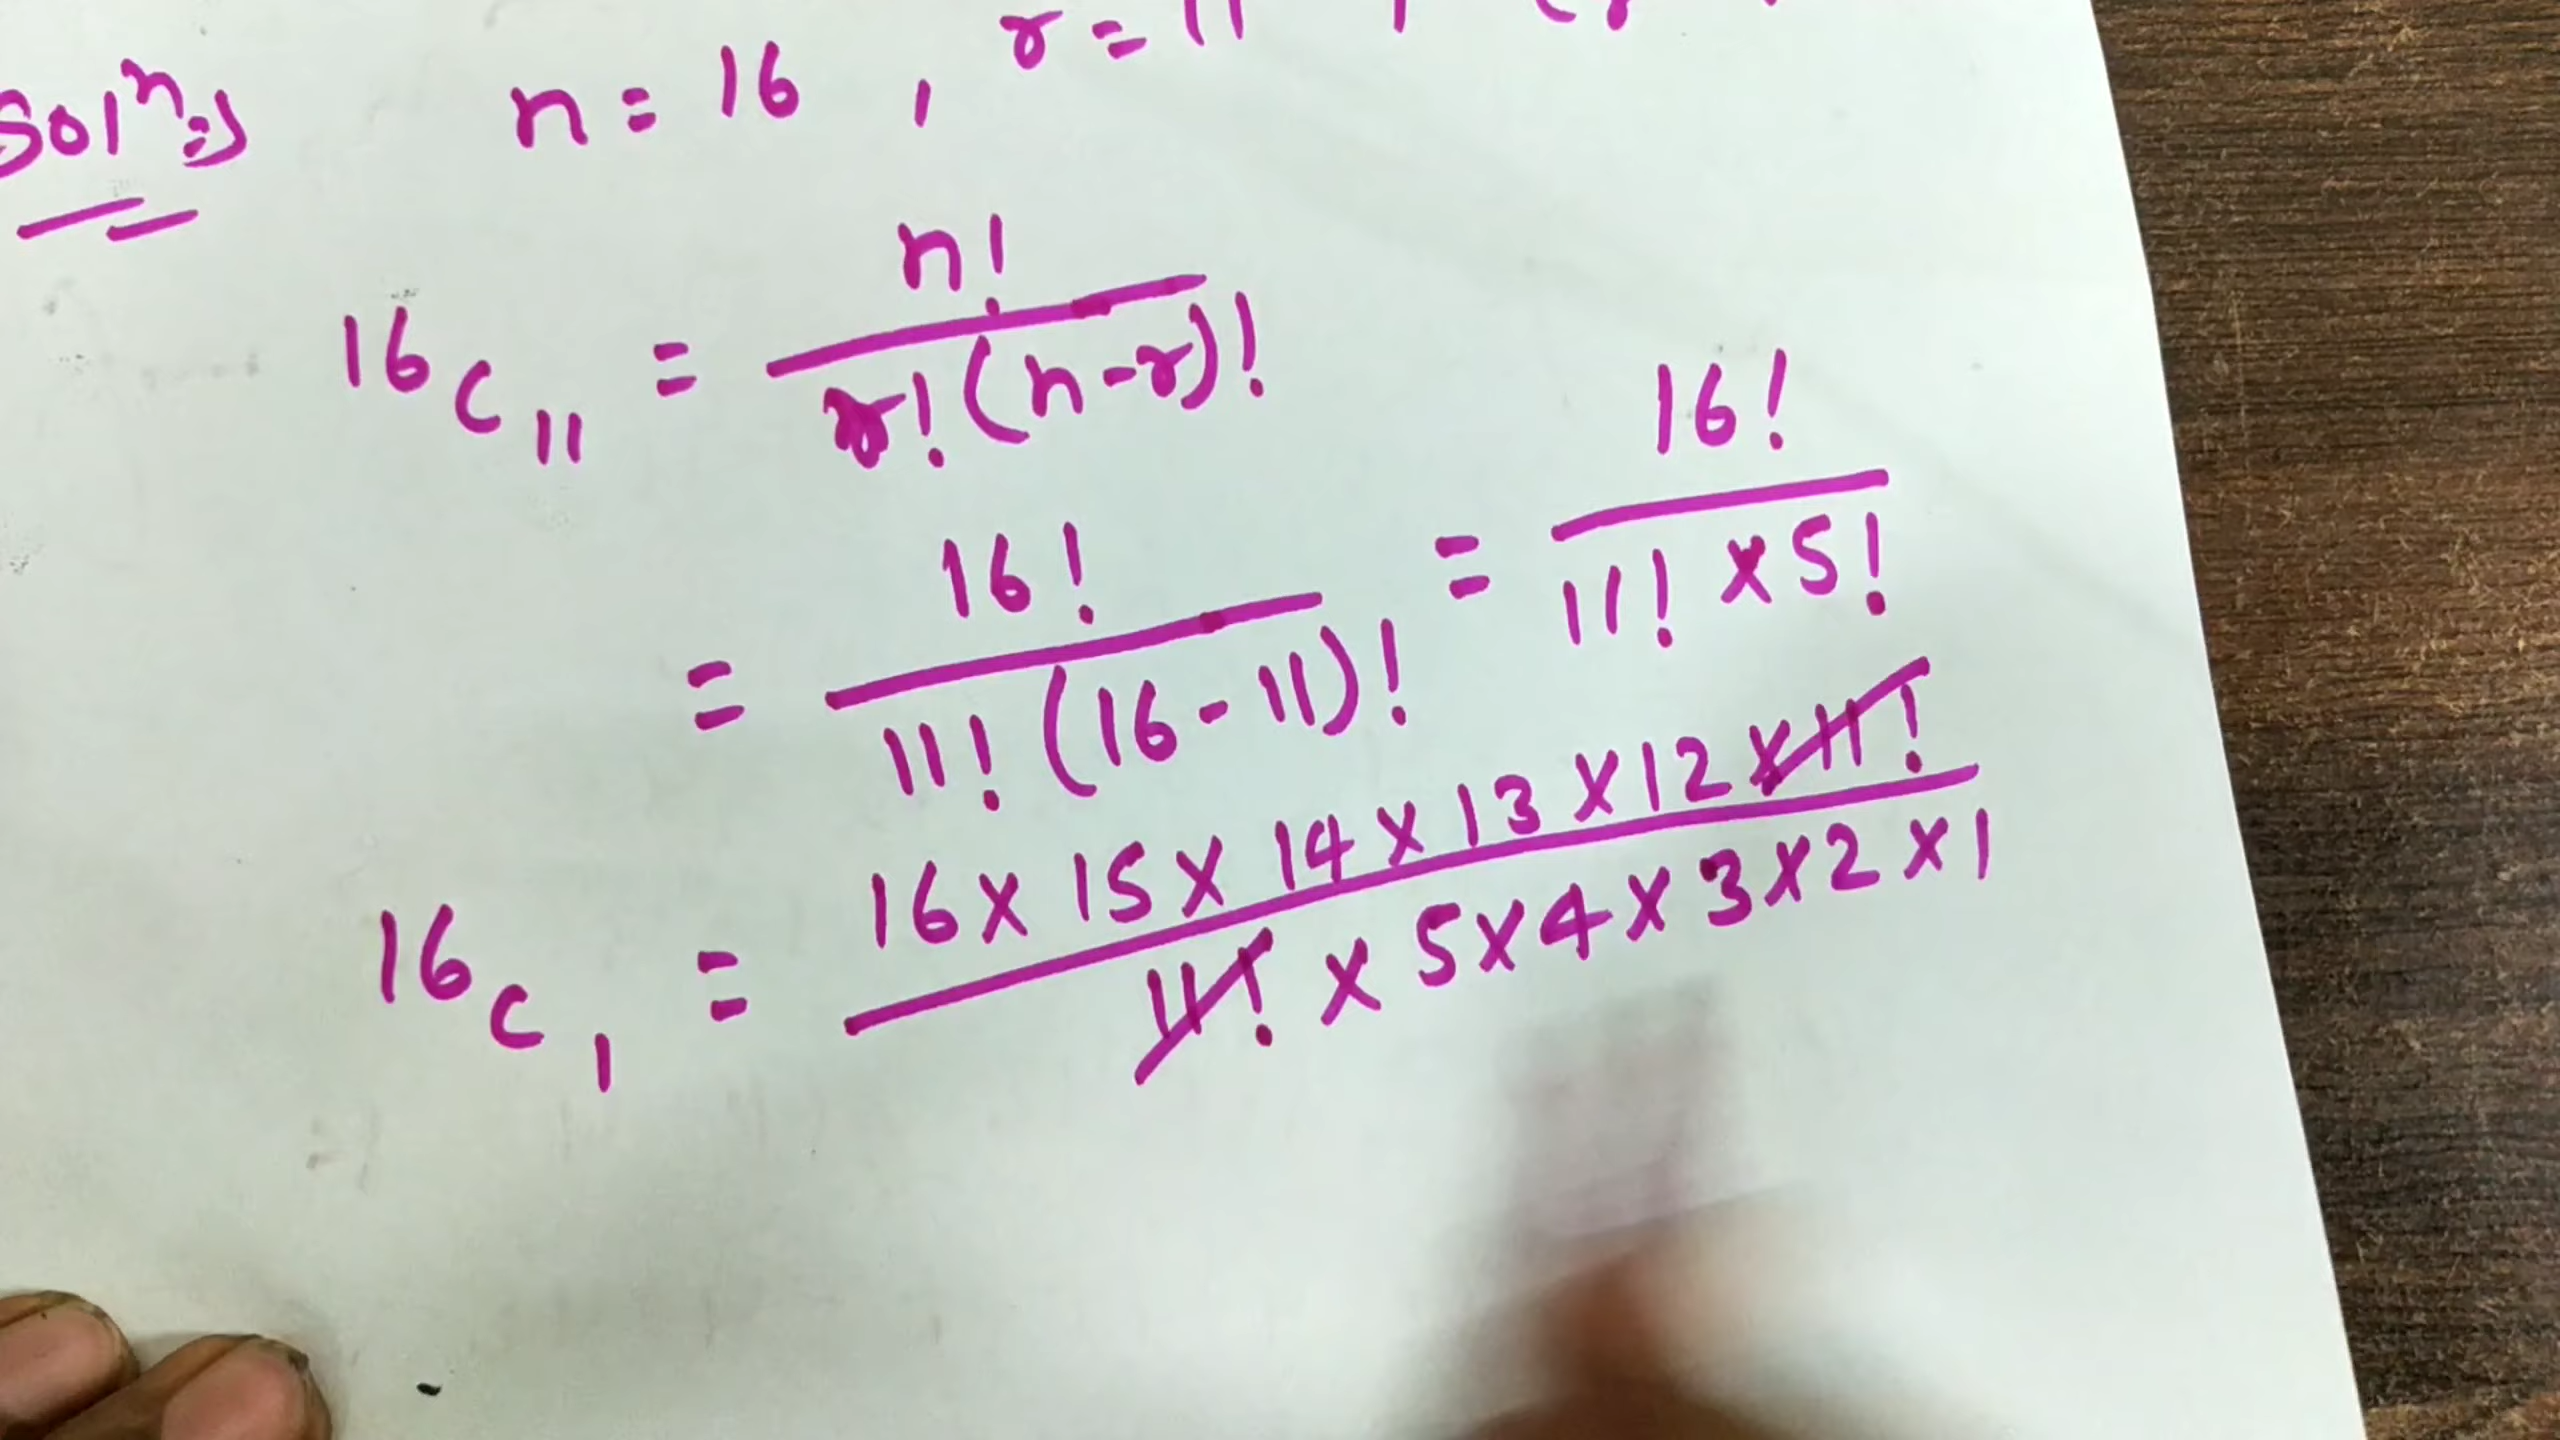 Solⁿ⇒ n = 16 , r = 11
16C₁₁ = n! / r!(n-r)!
= 16! / 11!(16-11)! = 16! / 11! × 5!
16C₁ = 16 × 15 × 14 × 13 × 12 × 11! / 11! × 5 × 4 × 3 × 2 × 1